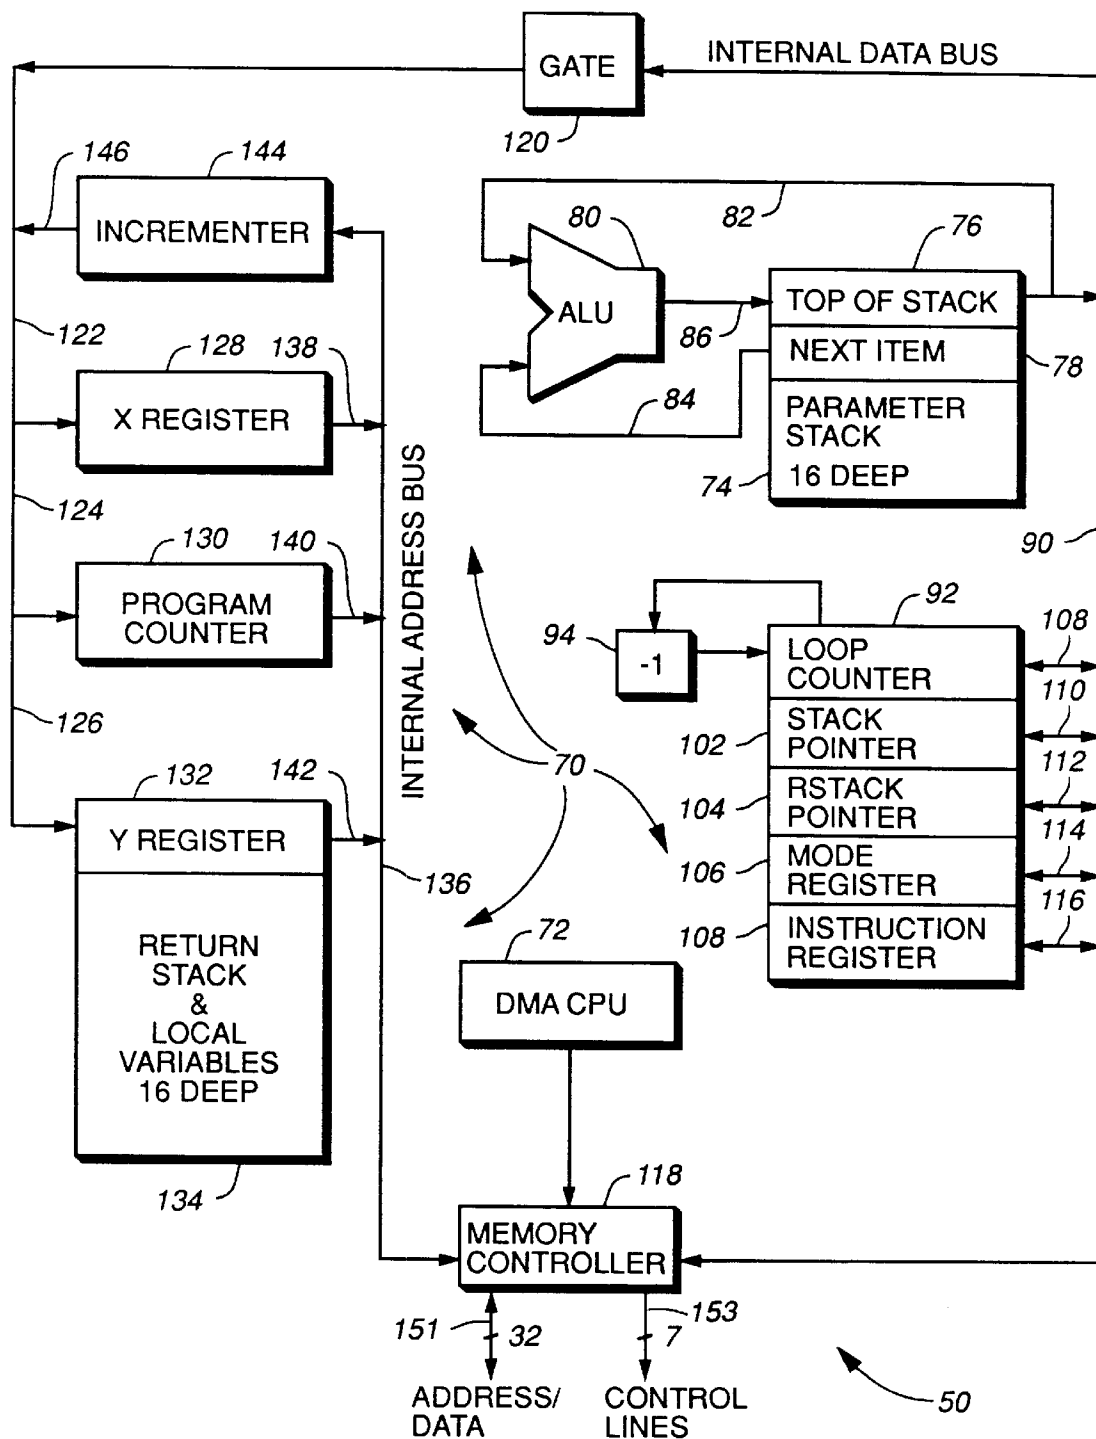 GATE
INTERNAL DATA BUS
120
146
144
INCREMENTER
82
80
76
ALU
TOP OF STACK
86
NEXT ITEM
78
84
PARAMETER
STACK
16 DEEP
74
122
128
138
X REGISTER
124
INTERNAL ADDRESS BUS
90
130
140
PROGRAM
COUNTER
94
-1
92
LOOP
COUNTER
108
110
STACK
POINTER
102
112
RSTACK
POINTER
104
114
MODE
REGISTER
106
116
INSTRUCTION
REGISTER
108
126
70
132
142
Y REGISTER
136
RETURN
STACK
&
LOCAL
VARIABLES
16 DEEP
134
72
DMA CPU
118
MEMORY
CONTROLLER
151
32
153
7
ADDRESS/
DATA
CONTROL
LINES
50